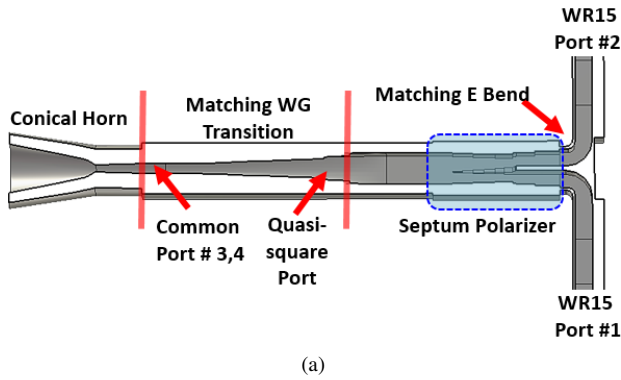 WR15
Port #2
Conical Horn
Matching WG
Transition
Matching E Bend
Common
Port # 3,4
Quasi-
square
Port
Septum Polarizer
WR15
Port #1
(a)